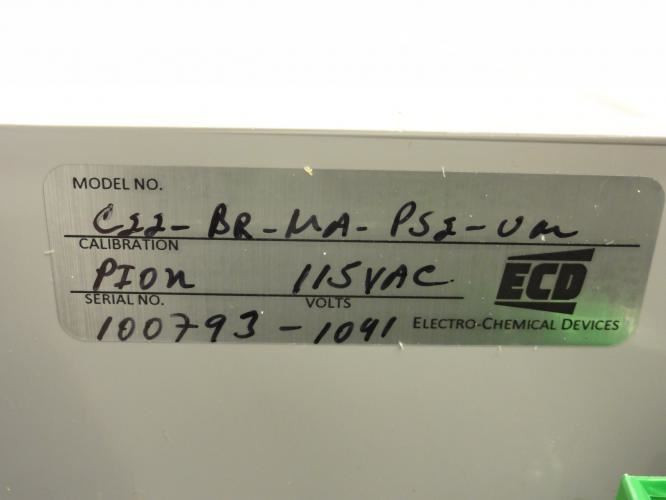 MODEL NO.
C22-BR-MA-PS2-UM
CALIBRATION
PION 115VAC
SERIAL NO. VOLTS
100793-1041
ECD
ELECTRO-CHEMICAL DEVICES